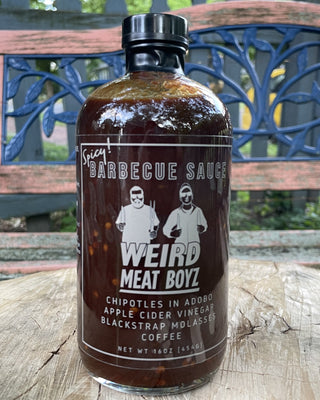 Spicy!
BARBECUE SAUCE
WEIRD
MEAT BOYZ
CHIPOTLES IN ADOBO
APPLE CIDER VINEGAR
BLACKSTRAP MOLASSES
COFFEE
NET WT 16OZ (454G)